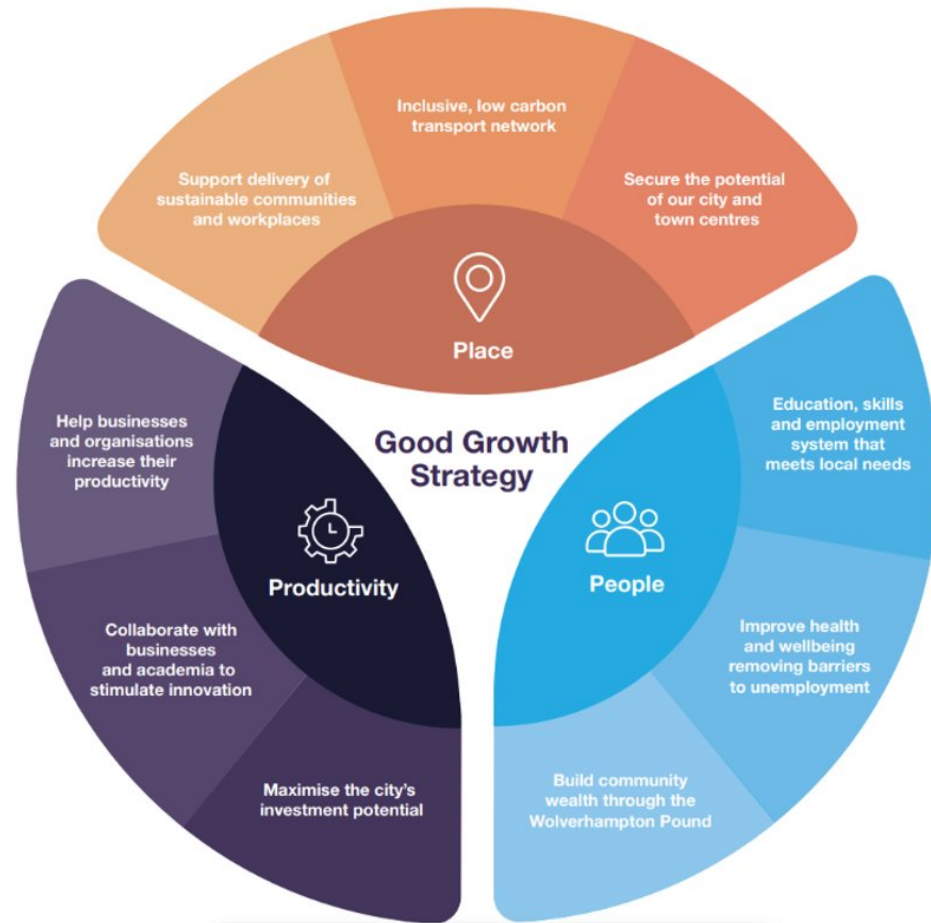 Inclusive, low carbon
transport network
Support delivery of
sustainable communities
and workplaces
Secure the potential
of our city and
town centres
Place
Good Growth
Strategy
Help businesses
and organisations
increase their
productivity
Productivity
Collaborate with
businesses
and academia to
stimulate innovation
Maximise the city's
investment potential
Education, skills
and employment
system that
meets local needs
People
Improve health
and wellbeing
removing barriers
to unemployment
Build community
wealth through the
Wolverhampton Pound